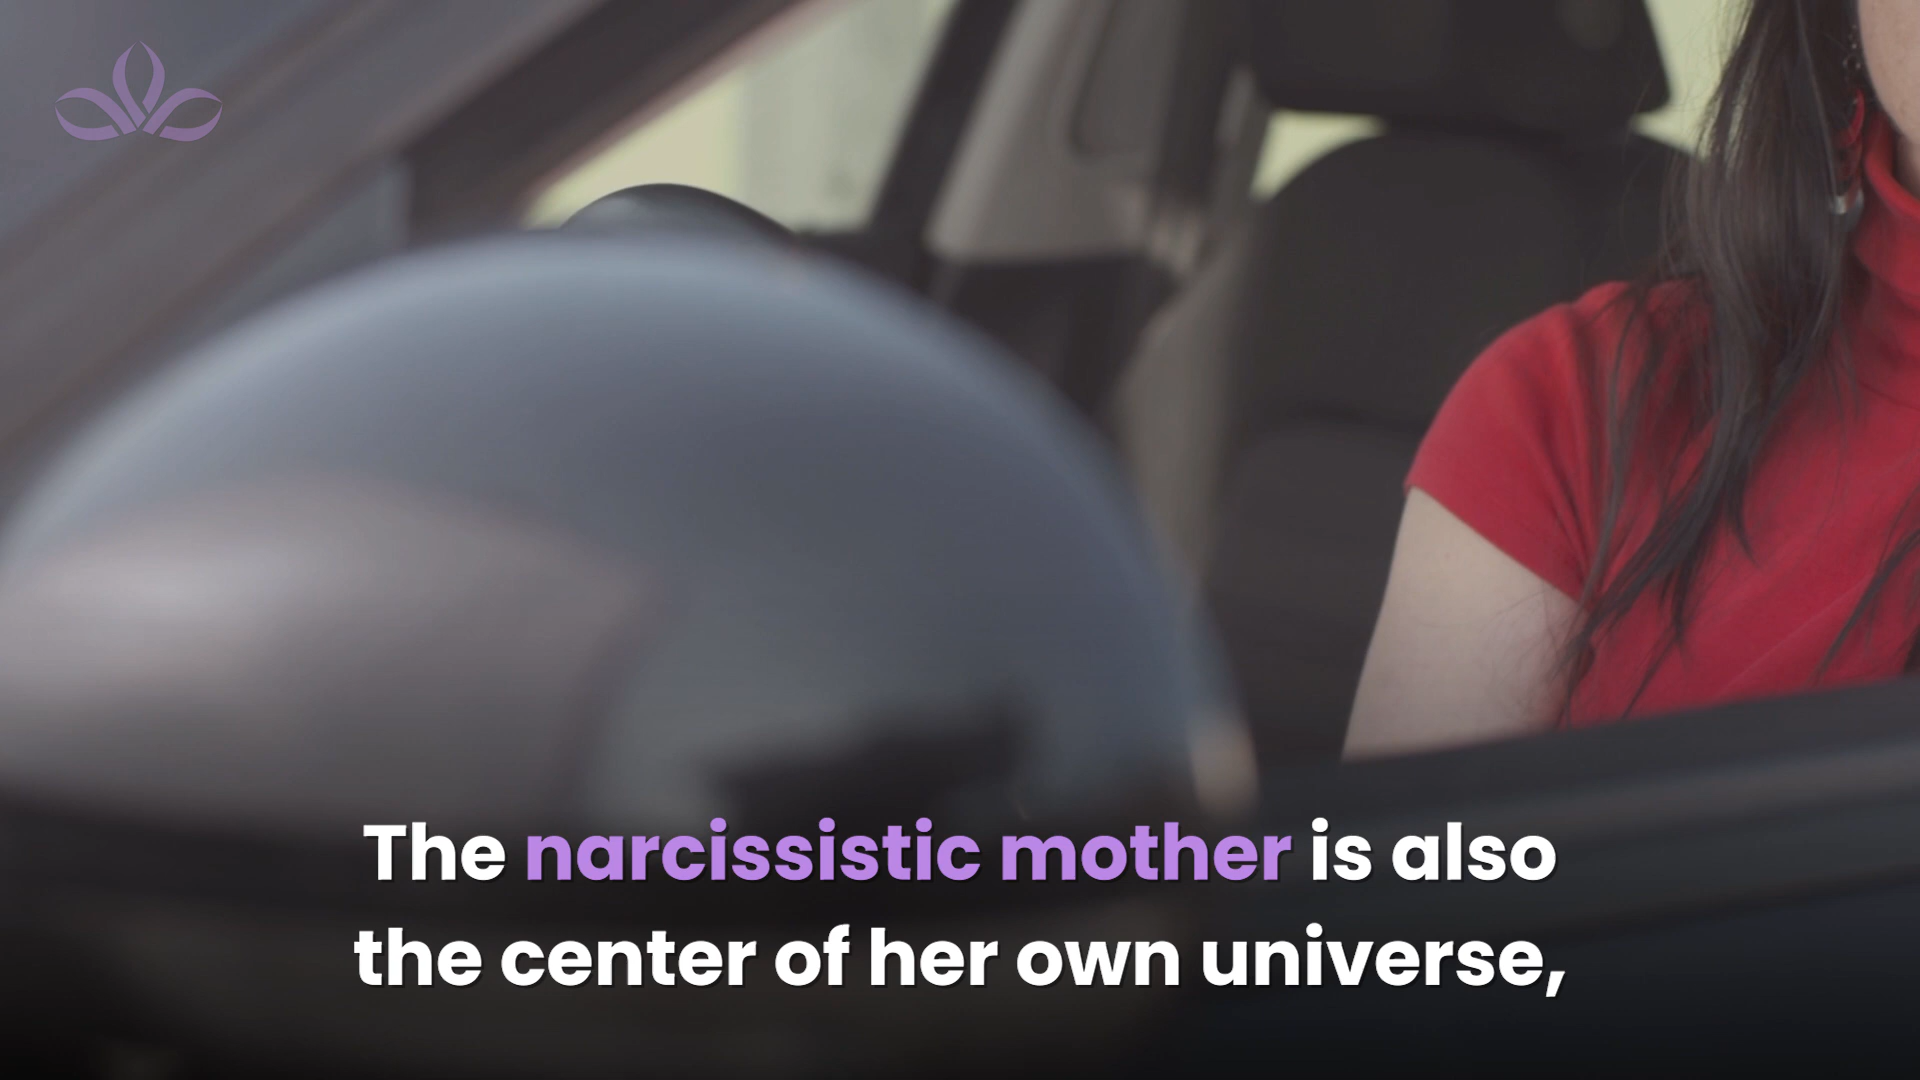 The narcissistic mother is also
the center of her own universe,